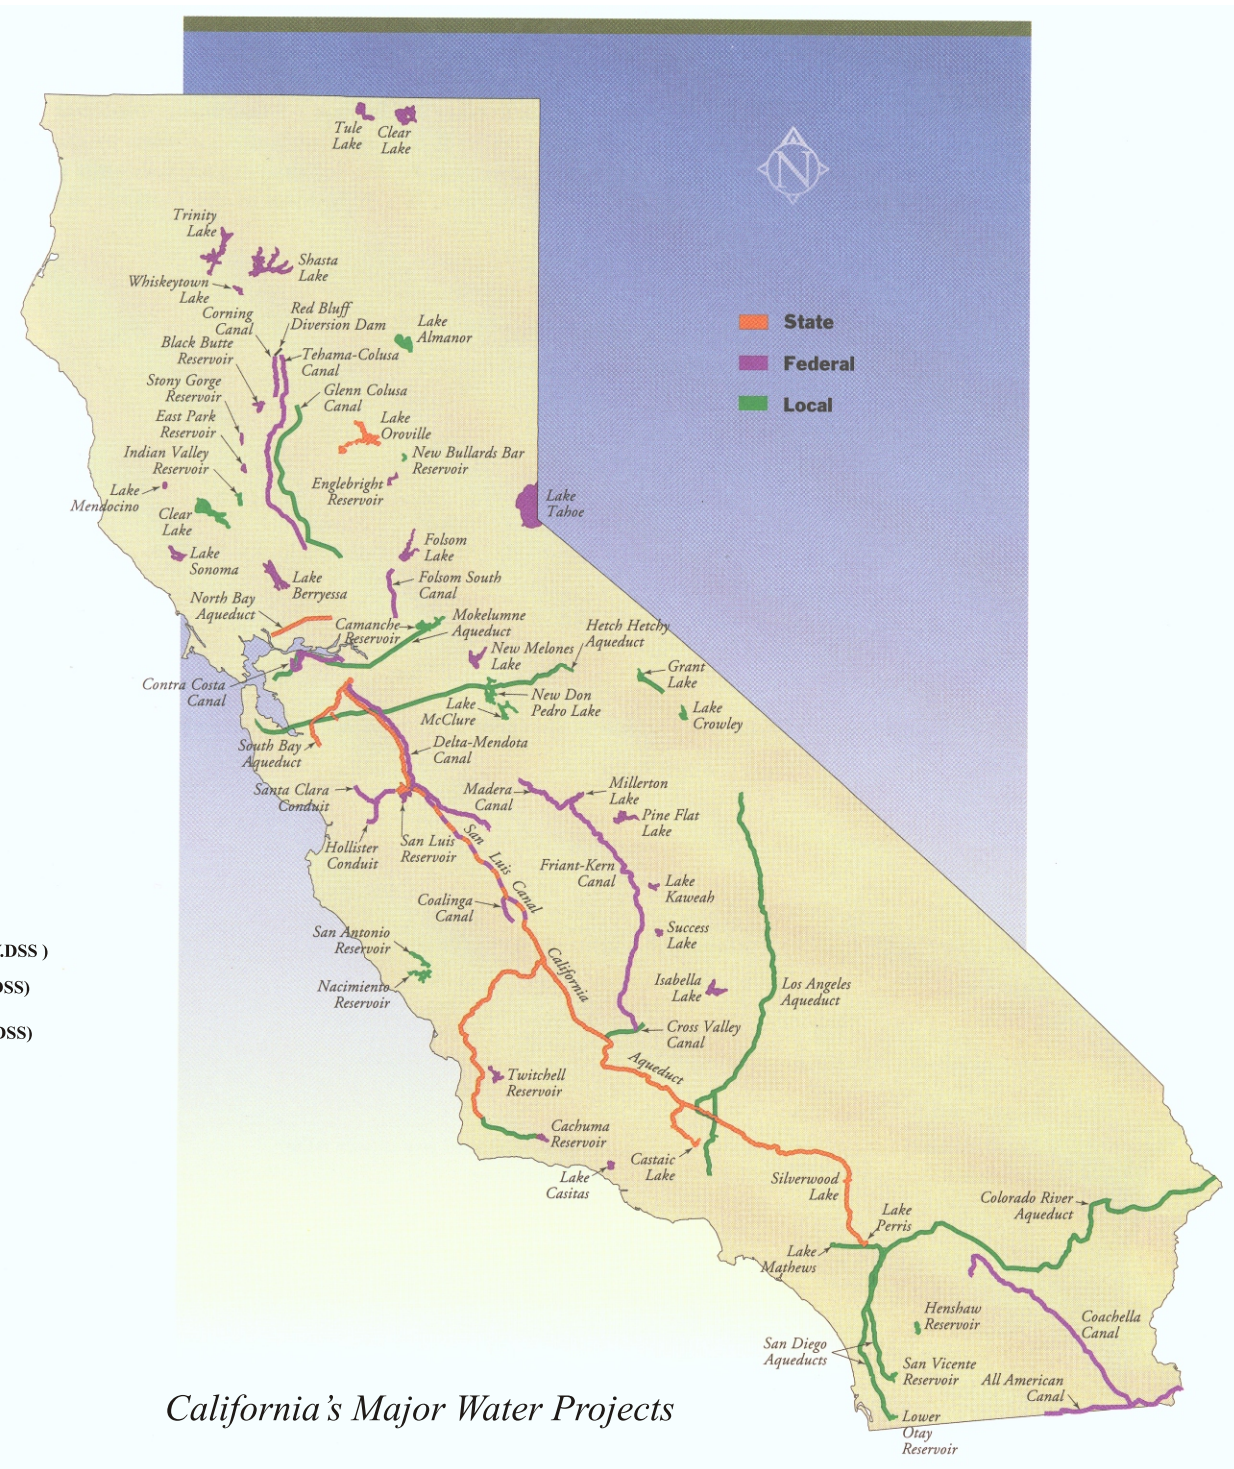 Tule
Lake
Clear
Lake
N
Trinity
Lake
Shasta
Lake
Whiskeytown
Lake
Corning
Canal
Red Bluff
Diversion Dam
Lake
Almanor
State
Federal
Local
Black Butte
Reservoir
Tehama-Colusa
Canal
Stony Gorge
Reservoir
Glenn Colusa
Canal
East Park
Reservoir
Lake
Oroville
Indian Valley
Reservoir
New Bullards Bar
Reservoir
Englebright
Reservoir
Lake
Mendocino
Clear
Lake
Lake
Tahoe
Lake
Sonoma
Folsom
Lake
Lake
Berryessa
Folsom South
Canal
North Bay
Aqueduct
Camanche
Reservoir
Mokelumne
Aqueduct
Hetch Hetchy
Aqueduct
New Melones
Lake
Grant
Lake
Contra Costa
Canal
New Don
Pedro Lake
Lake
McClure
Lake
Crowley
South Bay
Aqueduct
Delta-Mendota
Canal
Santa Clara
Conduit
Madera
Canal
Millerton
Lake
Pine Flat
Lake
Hollister
Conduit
San Luis
Reservoir
San
Luis
Canal
Friant-Kern
Canal
Lake
Kaweah
Coalinga
Canal
Success
Lake
San Antonio
Reservoir
.DSS )
DSS)
DSS)
California
Nacimiento
Reservoir
Isabella
Lake
Los Angeles
Aqueduct
Cross Valley
Canal
Aqueduct
Twitchell
Reservoir
Cachuma
Reservoir
Castaic
Lake
Lake
Casitas
Silverwood
Lake
Colorado River
Aqueduct
Lake
Perris
Lake
Mathews
Henshaw
Reservoir
Coachella
Canal
San Diego
Aqueducts
San Vicente
Reservoir
All American
Canal
California's Major Water Projects
Lower
Otay
Reservoir